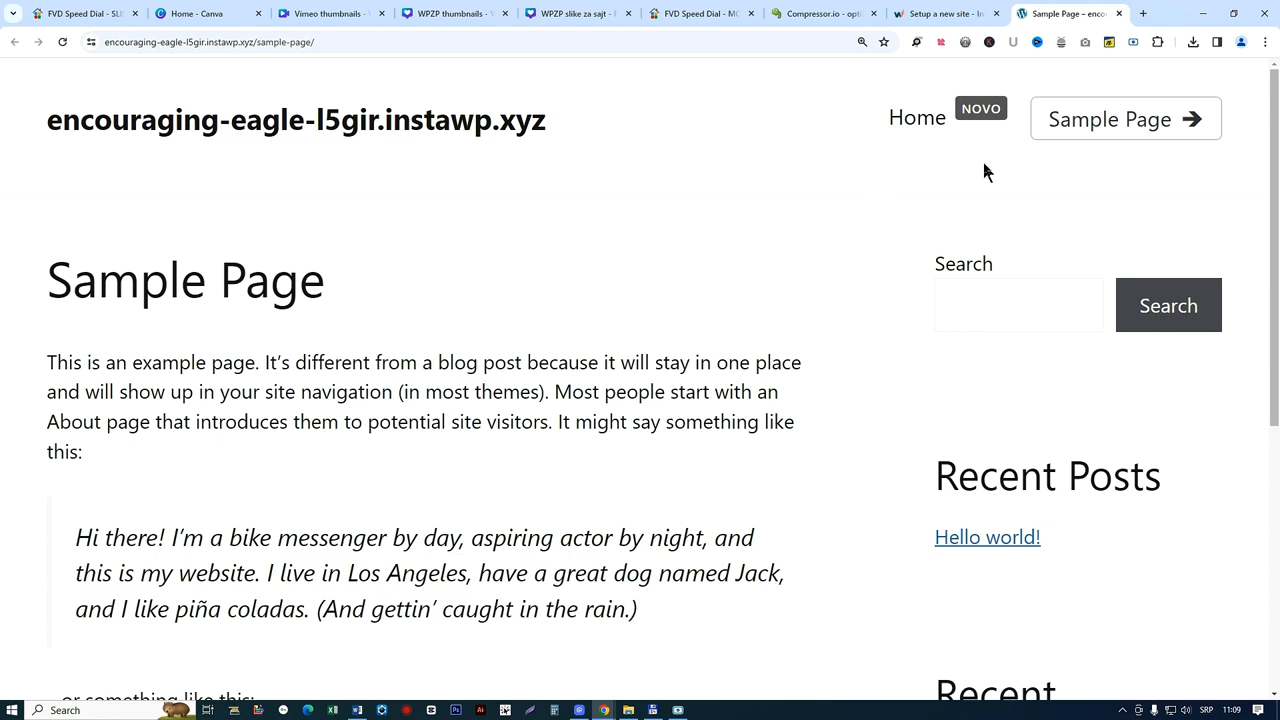 FVD Speed Dial - SLI
Home - Canva
Vimeo thumbnails -
WPZP thumbnails -
WPZP slike za sajt -
FVD Speed Dial - MO
Compressor.io - opti
Setup a new site - In
Sample Page – enco
encouraging-eagle-l5gir.instawp.xyz/sample-page/
encouraging-eagle-l5gir.instawp.xyz
Home NOVO Sample Page
Sample Page
This is an example page. It’s different from a blog post because it will stay in one place
and will show up in your site navigation (in most themes). Most people start with an
About page that introduces them to potential site visitors. It might say something like
this:
Hi there! I’m a bike messenger by day, aspiring actor by night, and
this is my website. I live in Los Angeles, have a great dog named Jack,
and I like piña coladas. (And gettin’ caught in the rain.)
Search
Search
Recent Posts
Hello world!
Recent
Search
SRP 11:09